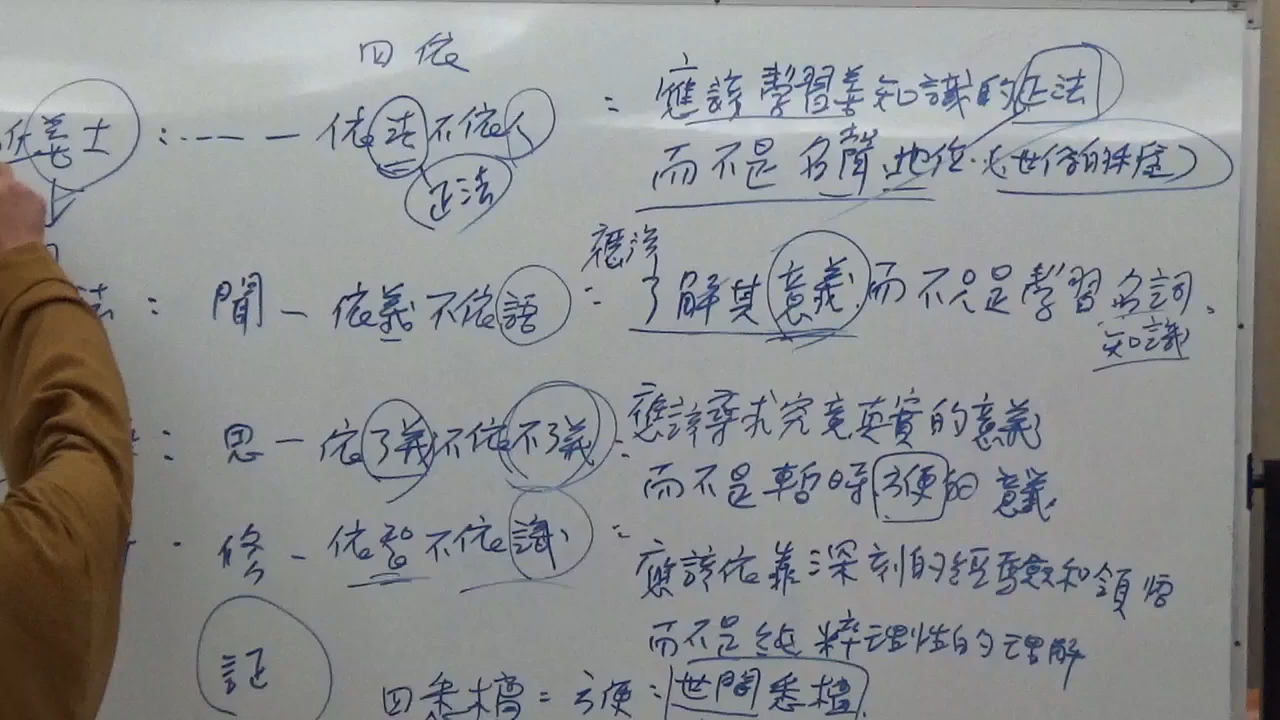 四依
依善士：-- — 依法不依人 = 應該學習善知識的正法
正法 而不是名聲、地位、(世俗的
法：聞 — 依義不依語 = 應該了解其意義而不只是學習名詞、
知識
：思 — 依了義不依不了義 = 應該尋求究竟真實的意義
而不是暫時方便的意義
修 — 依智不依識 = 應該依靠深刻的經驗和領悟
而不是純粹理性的理解
証
四悉檀 = 方便：世間悉檀